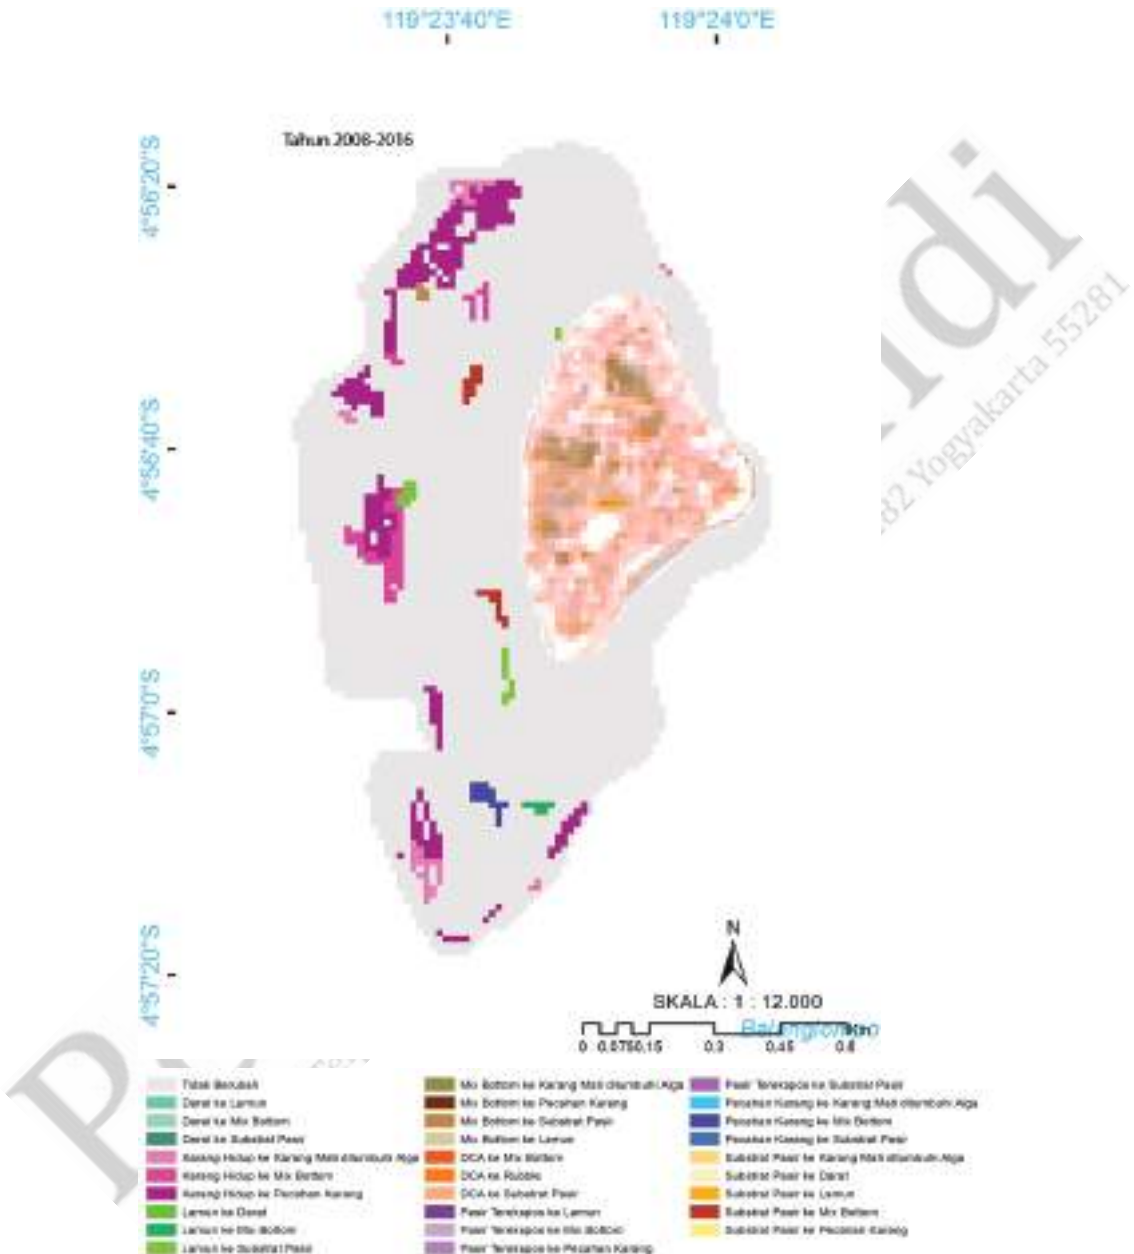 119°23'40"E 119°24'0"E
Tahun 2008-2016
4°56'20"S
4°56'40"S
4°57'0"S
4°57'20"S
ndi
82 Yogyakarta 55281
P
N
SKALA : 1 : 12.000
0 0.0750.15 0.3 0.45 0.6
Tidak Berubah
Darat ke Lamun
Darat ke Mix Bottom
Darat ke Substrat Pasir
Karang Hidup ke Karang Mati ditumbuhi Alga
Karang Hidup ke Mix Bottom
Karang Hidup ke Pecahan Karang
Lamun ke Darat
Lamun ke Mix Bottom
Lamun ke Substrat Pasir
Mix Bottom ke Karang Mati ditumbuhi Alga
Mix Bottom ke Pecahan Karang
Mix Bottom ke Substrat Pasir
Mix Bottom ke Lamun
DCA ke Mix Bottom
DCA ke Rubble
DCA ke Substrat Pasir
Pasir Terekspos ke Lamun
Pasir Terekspos ke Mix Bottom
Pasir Terekspos ke Pecahan Karang
Pasir Terekspos ke Substrat Pasir
Pecahan Karang ke Karang Mati ditumbuhi Alga
Pecahan Karang ke Mix Bottom
Pecahan Karang ke Substrat Pasir
Substrat Pasir ke Karang Mati ditumbuhi Alga
Substrat Pasir ke Darat
Substrat Pasir ke Lamun
Substrat Pasir ke Mix Bottom
Substrat Pasir ke Pecahan Karang